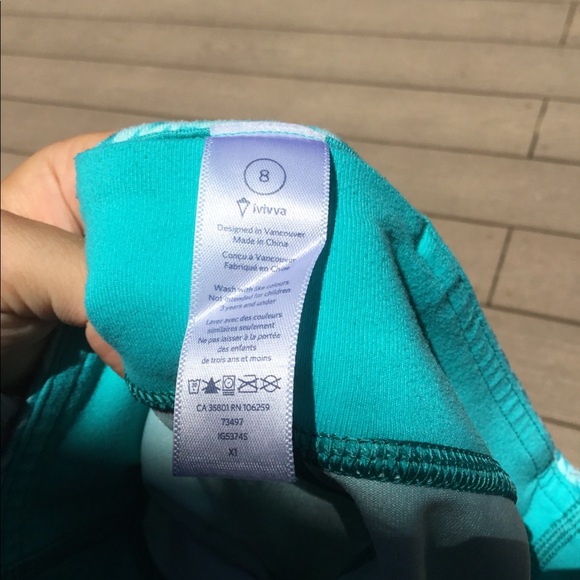 8
ivivva
Designed in Vancouver
Made in China
Conçu à Vancouver
Fabriqué en Chine
Wash with like colours
Not intended for children
3 years and under
Laver avec des couleurs
similaires seulement
Ne pas laisser à la portée
des enfants
de trois ans et moins
CA 35801 RN 106259
73497
IG5374S
X1